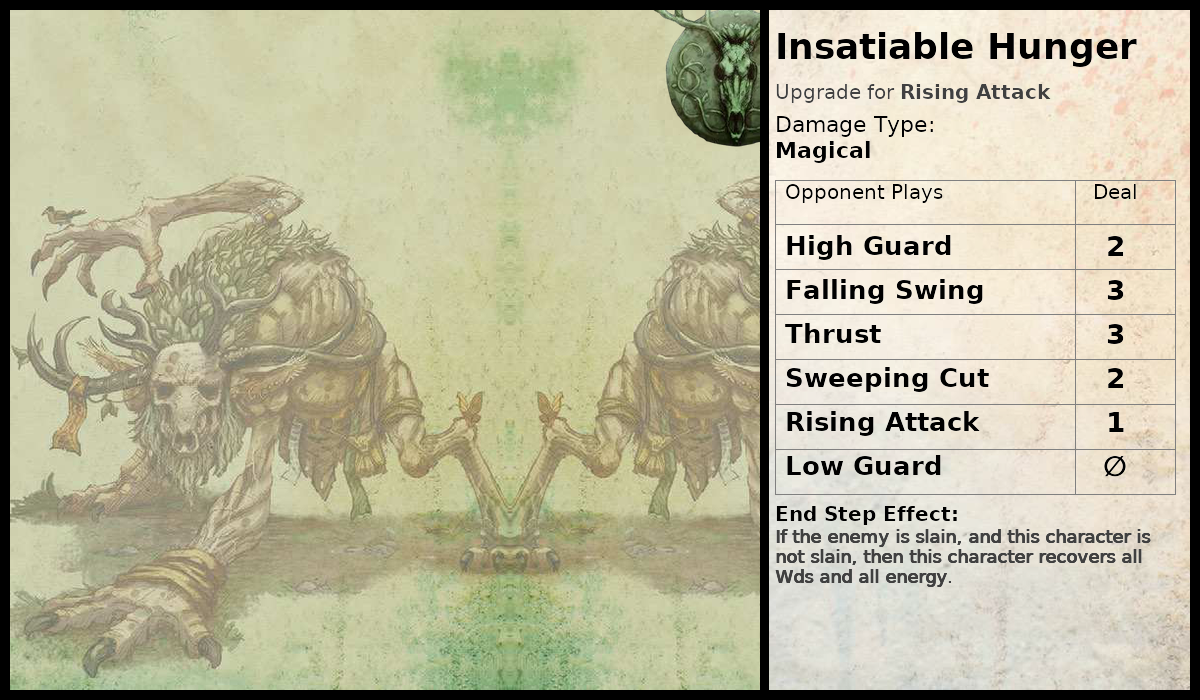 Insatiable Hunger
Upgrade for Rising Attack
Damage Type:
Magical
Opponent Plays Deal
High Guard 2
Falling Swing 3
Thrust 3
Sweeping Cut 2
Rising Attack 1
Low Guard ∅
End Step Effect:
If the enemy is slain, and this character is
not slain, then this character recovers all
Wds and all energy.